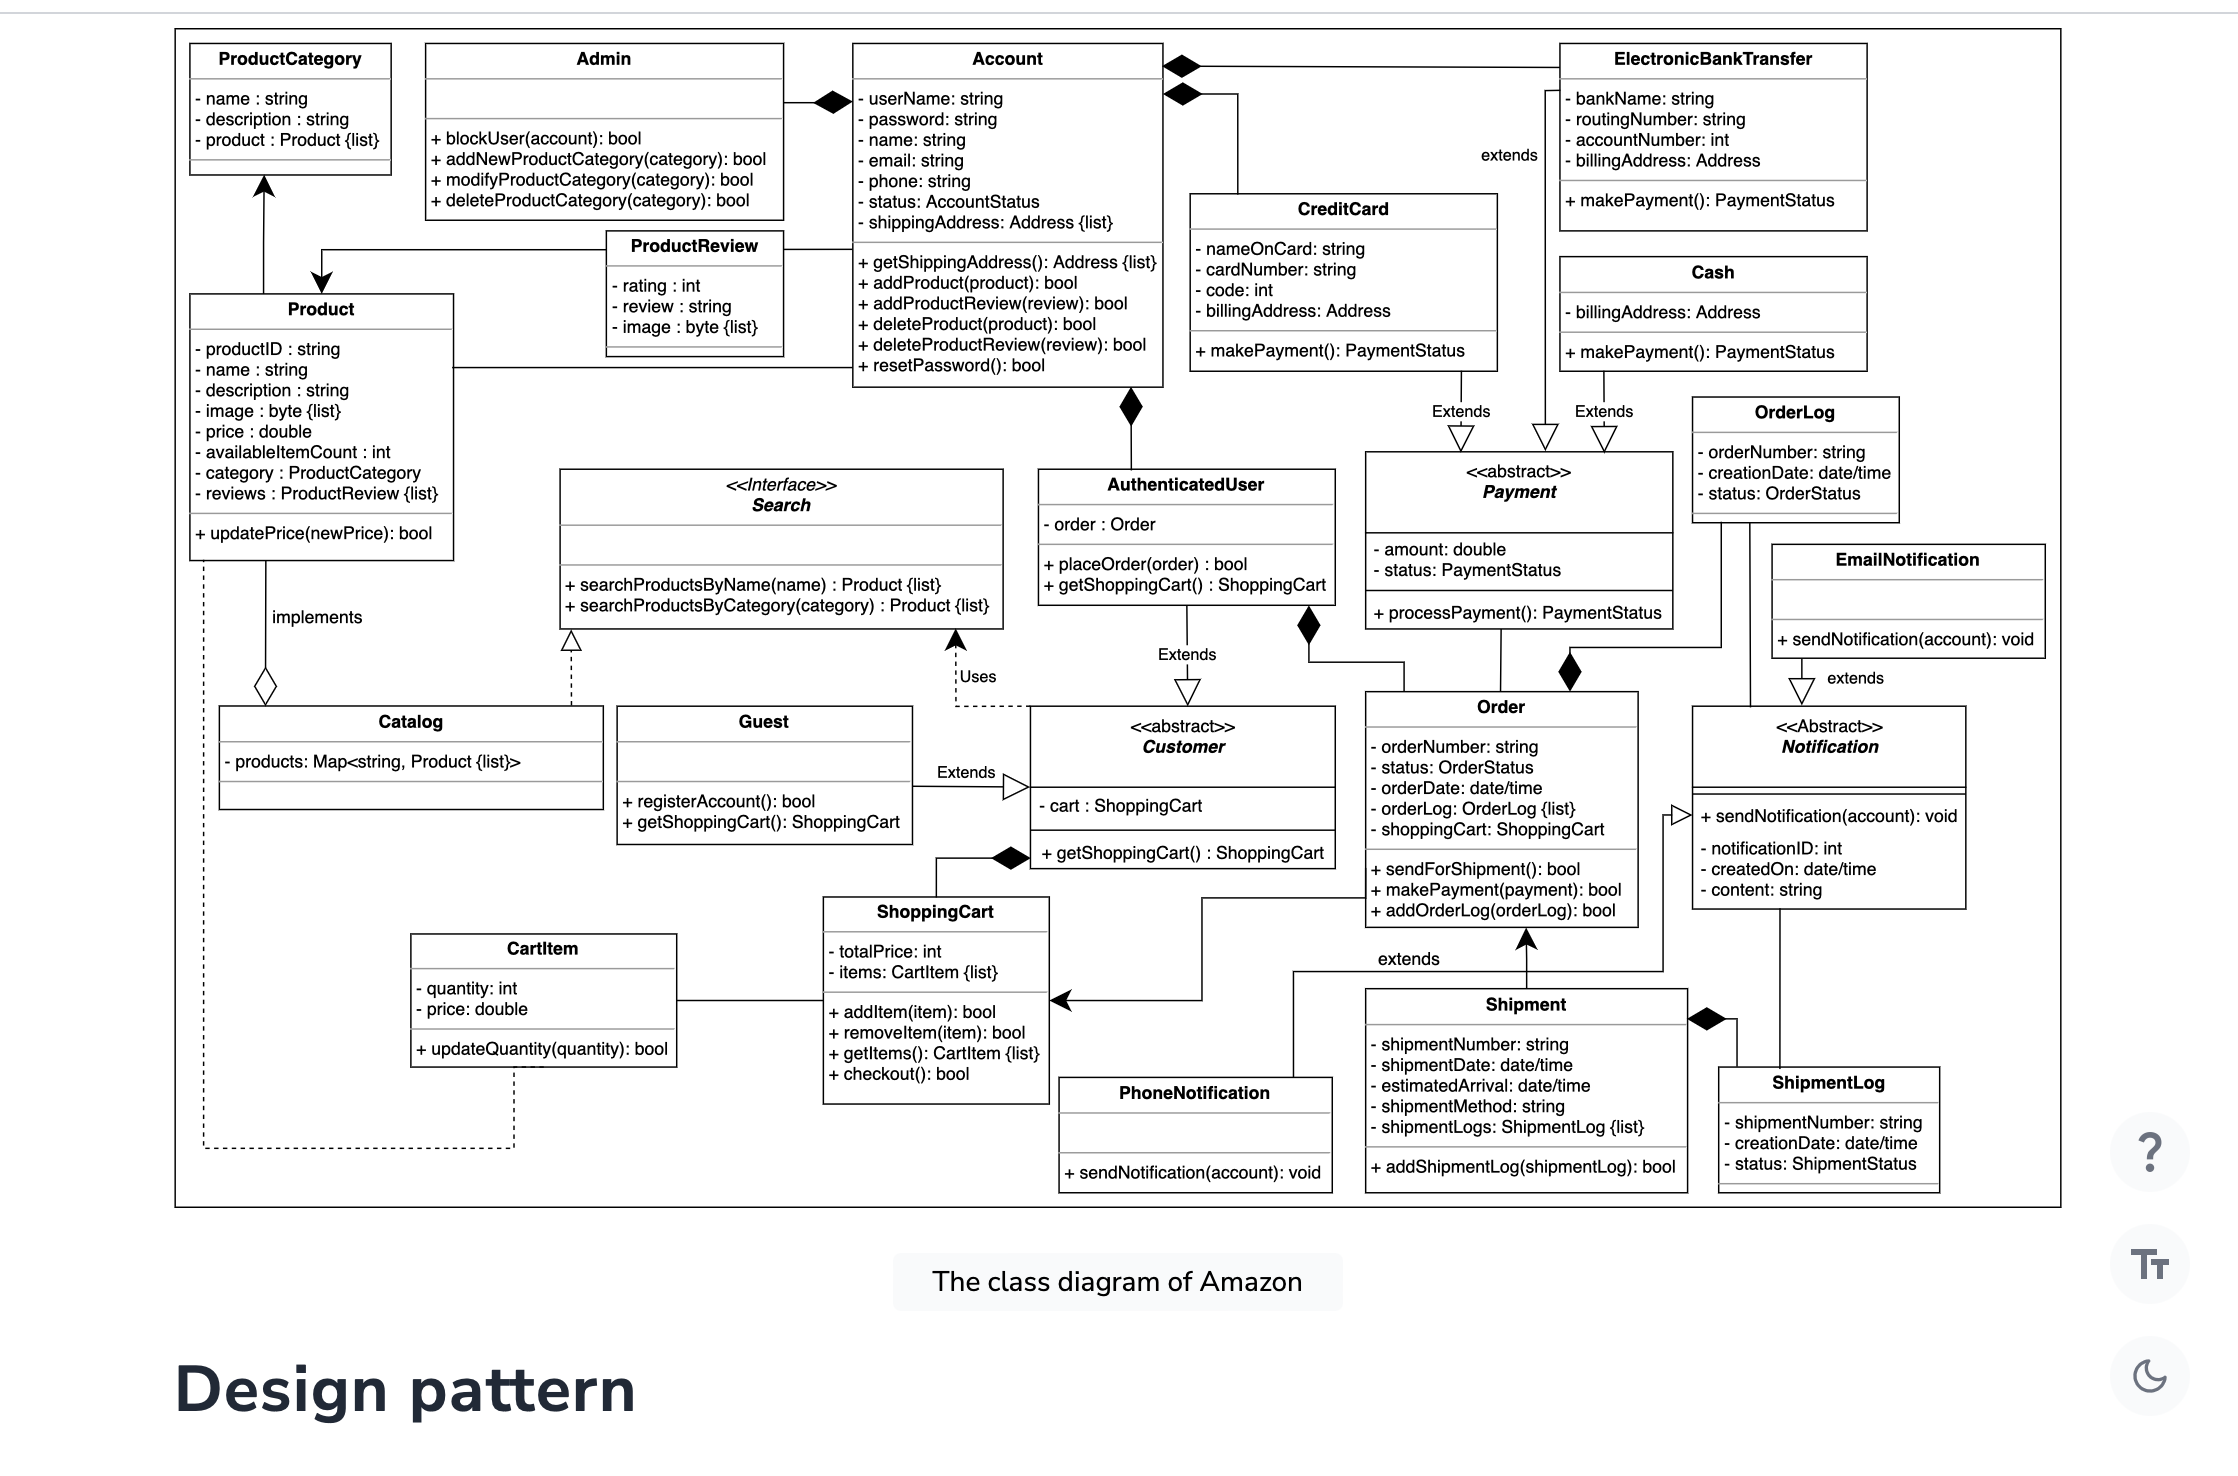 ProductCategory
- name : string
- description : string
- product : Product {list}
Admin
+ blockUser(account): bool
+ addNewProductCategory(category): bool
+ modifyProductCategory(category): bool
+ deleteProductCategory(category): bool
Account
- userName: string
- password: string
- name: string
- email: string
- phone: string
- status: AccountStatus
- shippingAddress: Address {list}
+ getShippingAddress(): Address {list}
+ addProduct(product): bool
+ addProductReview(review): bool
+ deleteProduct(product): bool
+ deleteProductReview(review): bool
+ resetPassword(): bool
ElectronicBankTransfer
- bankName: string
- routingNumber: string
- accountNumber: int
- billingAddress: Address
+ makePayment(): PaymentStatus
extends
CreditCard
- nameOnCard: string
- cardNumber: string
- code: int
- billingAddress: Address
+ makePayment(): PaymentStatus
Cash
- billingAddress: Address
+ makePayment(): PaymentStatus
ProductReview
- rating : int
- review : string
- image : byte {list}
Product
- productID : string
- name : string
- description : string
- image : byte {list}
- price : double
- availableItemCount : int
- category : ProductCategory
- reviews : ProductReview {list}
+ updatePrice(newPrice): bool
Extends
Extends
OrderLog
- orderNumber: string
- creationDate: date/time
- status: OrderStatus
<<Interface>>
Search
+ searchProductsByName(name) : Product {list}
+ searchProductsByCategory(category) : Product {list}
AuthenticatedUser
- order : Order
+ placeOrder(order) : bool
+ getShoppingCart() : ShoppingCart
<<abstract>>
Payment
- amount: double
- status: PaymentStatus
+ processPayment(): PaymentStatus
EmailNotification
+ sendNotification(account): void
implements
Extends
Uses
extends
Catalog
- products: Map<string, Product {list}>
Guest
+ registerAccount(): bool
+ getShoppingCart(): ShoppingCart
Extends
<<abstract>>
Customer
- cart : ShoppingCart
+ getShoppingCart() : ShoppingCart
Order
- orderNumber: string
- status: OrderStatus
- orderDate: date/time
- orderLog: OrderLog {list}
- shoppingCart: ShoppingCart
+ sendForShipment(): bool
+ makePayment(payment): bool
+ addOrderLog(orderLog): bool
<<Abstract>>
Notification
+ sendNotification(account): void
- notificationID: int
- createdOn: date/time
- content: string
extends
CartItem
- quantity: int
- price: double
+ updateQuantity(quantity): bool
ShoppingCart
- totalPrice: int
- items: CartItem {list}
+ addItem(item): bool
+ removeItem(item): bool
+ getItems(): CartItem {list}
+ checkout(): bool
PhoneNotification
+ sendNotification(account): void
Shipment
- shipmentNumber: string
- shipmentDate: date/time
- estimatedArrival: date/time
- shipmentMethod: string
- shipmentLogs: ShipmentLog {list}
+ addShipmentLog(shipmentLog): bool
ShipmentLog
- shipmentNumber: string
- creationDate: date/time
- status: ShipmentStatus
?
TT
The class diagram of Amazon
Design pattern